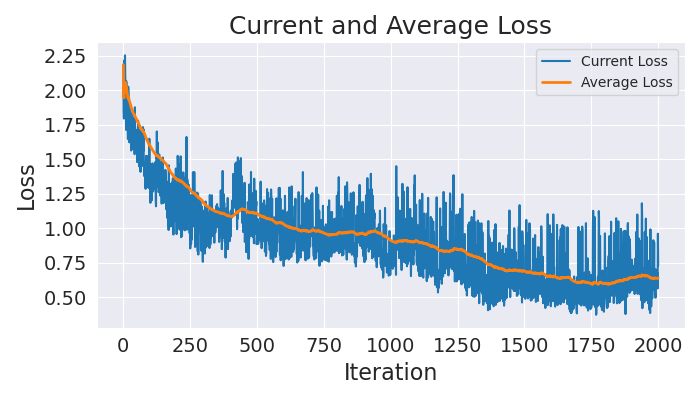 Current and Average Loss
Current Loss
Average Loss
2.25
2.00
1.75
1.50
1.25
1.00
0.75
0.50
Loss
0 250 500 750 1000 1250 1500 1750 2000
Iteration